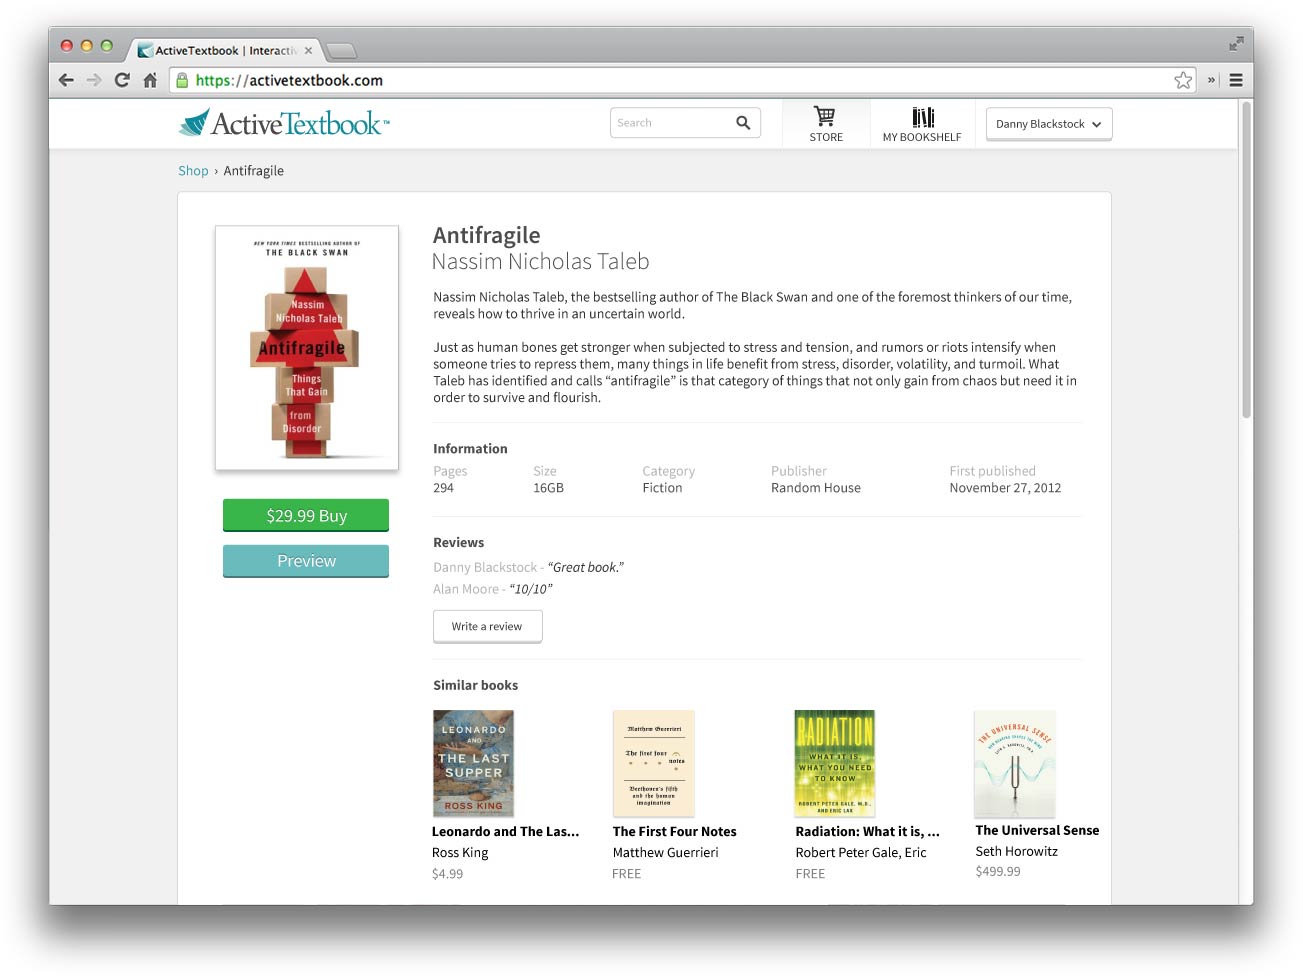 ActiveTextbook | Interactiv
https://activetextbook.com
ActiveTextbook™
Search
STORE
MY BOOKSHELF
Danny Blackstock
Shop › Antifragile
NEW YORK TIMES BESTSELLING AUTHOR OF
THE BLACK SWAN
Nassim
Nicholas Taleb
Antifragile
Things
That Gain
from
Disorder
$29.99 Buy
Preview
Antifragile
Nassim Nicholas Taleb
Nassim Nicholas Taleb, the bestselling author of The Black Swan and one of the foremost thinkers of our time,
reveals how to thrive in an uncertain world.
Just as human bones get stronger when subjected to stress and tension, and rumors or riots intensify when
someone tries to repress them, many things in life benefit from stress, disorder, volatility, and turmoil. What
Taleb has identified and calls “antifragile” is that category of things that not only gain from chaos but need it in
order to survive and flourish.
Information
Pages Size Category Publisher First published
294 16GB Fiction Random House November 27, 2012
Reviews
Danny Blackstock - “Great book.”
Alan Moore - “10/10”
Write a review
Similar books
LEONARDO
AND
THE LAST
SUPPER
ROSS KING
Matthew Guerrieri
The first four
notes
Beethoven's fifth
and the human
imagination
RADIATION
WHAT IT IS,
WHAT YOU NEED
TO KNOW
ROBERT PETER GALE, M.D.,
AND ERIC LAX
THE UNIVERSAL SENSE
HOW HEARING SHAPES THE MIND
SETH S. HOROWITZ, PH.D.
Leonardo and The Las... The First Four Notes Radiation: What it is, ... The Universal Sense
Ross King Matthew Guerrieri Robert Peter Gale, Eric Seth Horowitz
$4.99 FREE FREE $499.99